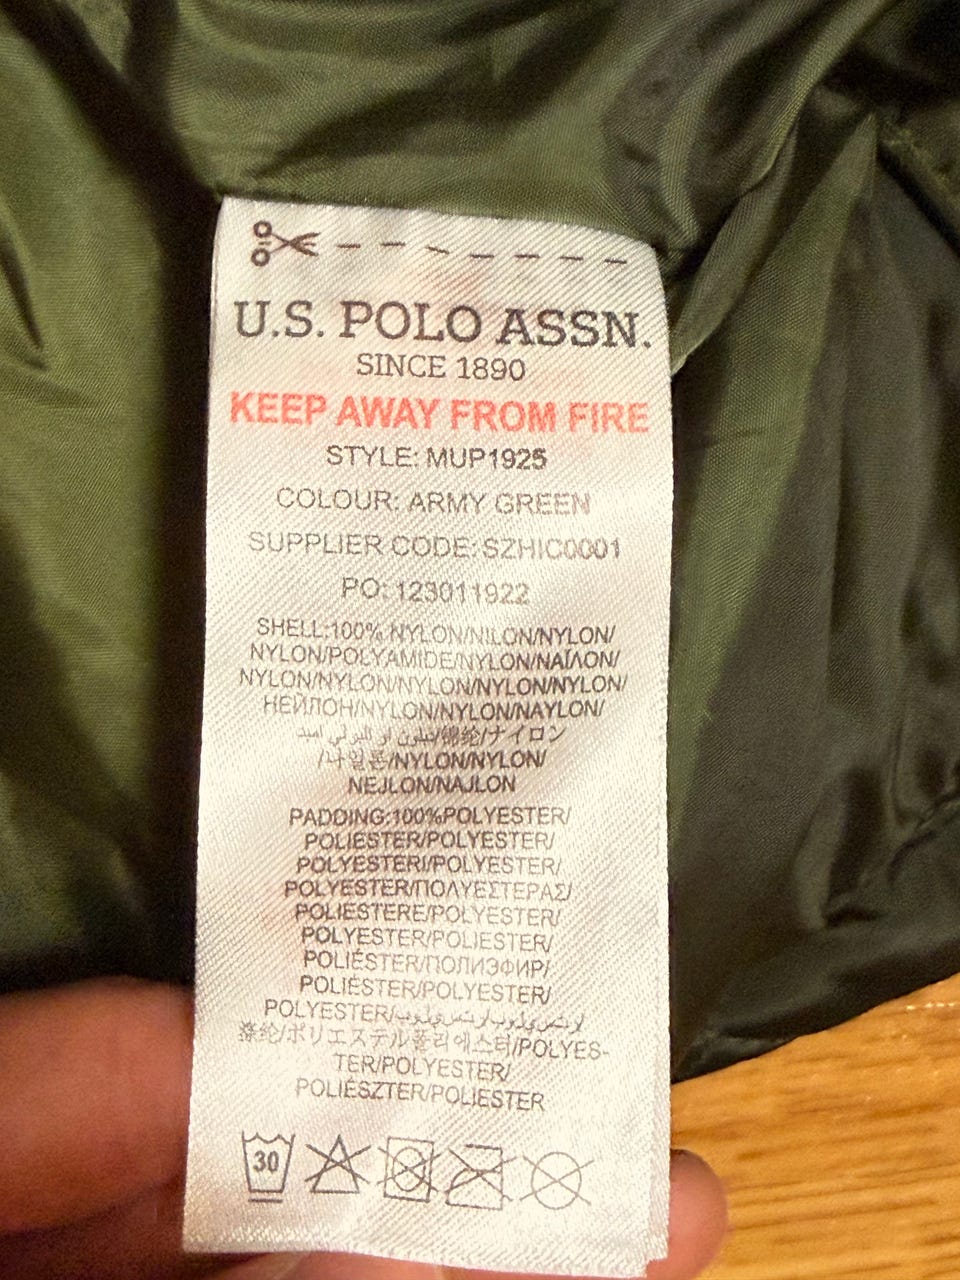 U.S. POLO ASSN.
SINCE 1890
KEEP AWAY FROM FIRE
STYLE: MUP1925
COLOUR: ARMY GREEN
SUPPLIER CODE: SZHIC0001
PO: 123011922
SHELL:100% NYLON/NILON/NYLON/
NYLON/POLYAMIDE/NYLON/ΝΑΪΛΟΝ/
NYLON/NYLON/NYLON/NYLON/NYLON/
НЕЙЛОН/NYLON/NYLON/NAYLON/
/锦纶/ナイロン
/나일론/NYLON/NYLON/
NEJLON/NAJLON
PADDING:100%POLYESTER/
POLIESTER/POLYESTER/
POLYESTERI/POLYESTER/
POLYESTER/ΠΟΛΥΕΣΤΕΡΑΣ/
POLIESTERE/POLYESTER/
POLYESTER/POLIESTER/
POLIÉSTER/ПОЛИЭФИР/
POLIÉSTER/POLYESTER/
POLYESTER/
纶/ポリエステル폴리에스터/POLYES-
TER/POLYESTER/
POLIÉSZTER/POLIESTER
30